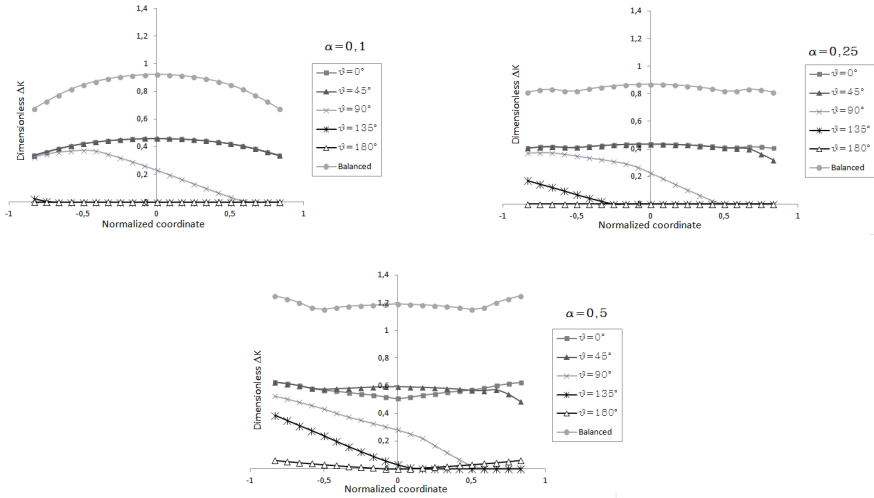 1,4
1,2
1
0,8
0,6
0,4
0,2
-1
-0,5
0
0,5
1
Dimensionless ΔK
Normalized coordinate
α=0,1
ϑ=0°
ϑ=45°
ϑ=90°
ϑ=135°
ϑ=180°
Balanced
1,4
1,2
1
0,8
0,6
0,4
0,2
-1
-0,5
0
0,5
1
Dimensionless ΔK
Normalized coordinate
α=0,25
ϑ=0°
ϑ=45°
ϑ=90°
ϑ=135°
ϑ=180°
Balanced
1,4
1,2
1
0,8
0,6
0,4
0,2
-1
-0,5
0
0,5
1
Dimensionless ΔK
Normalized coordinate
α=0,5
ϑ=0°
ϑ=45°
ϑ=90°
ϑ=135°
ϑ=180°
Balanced